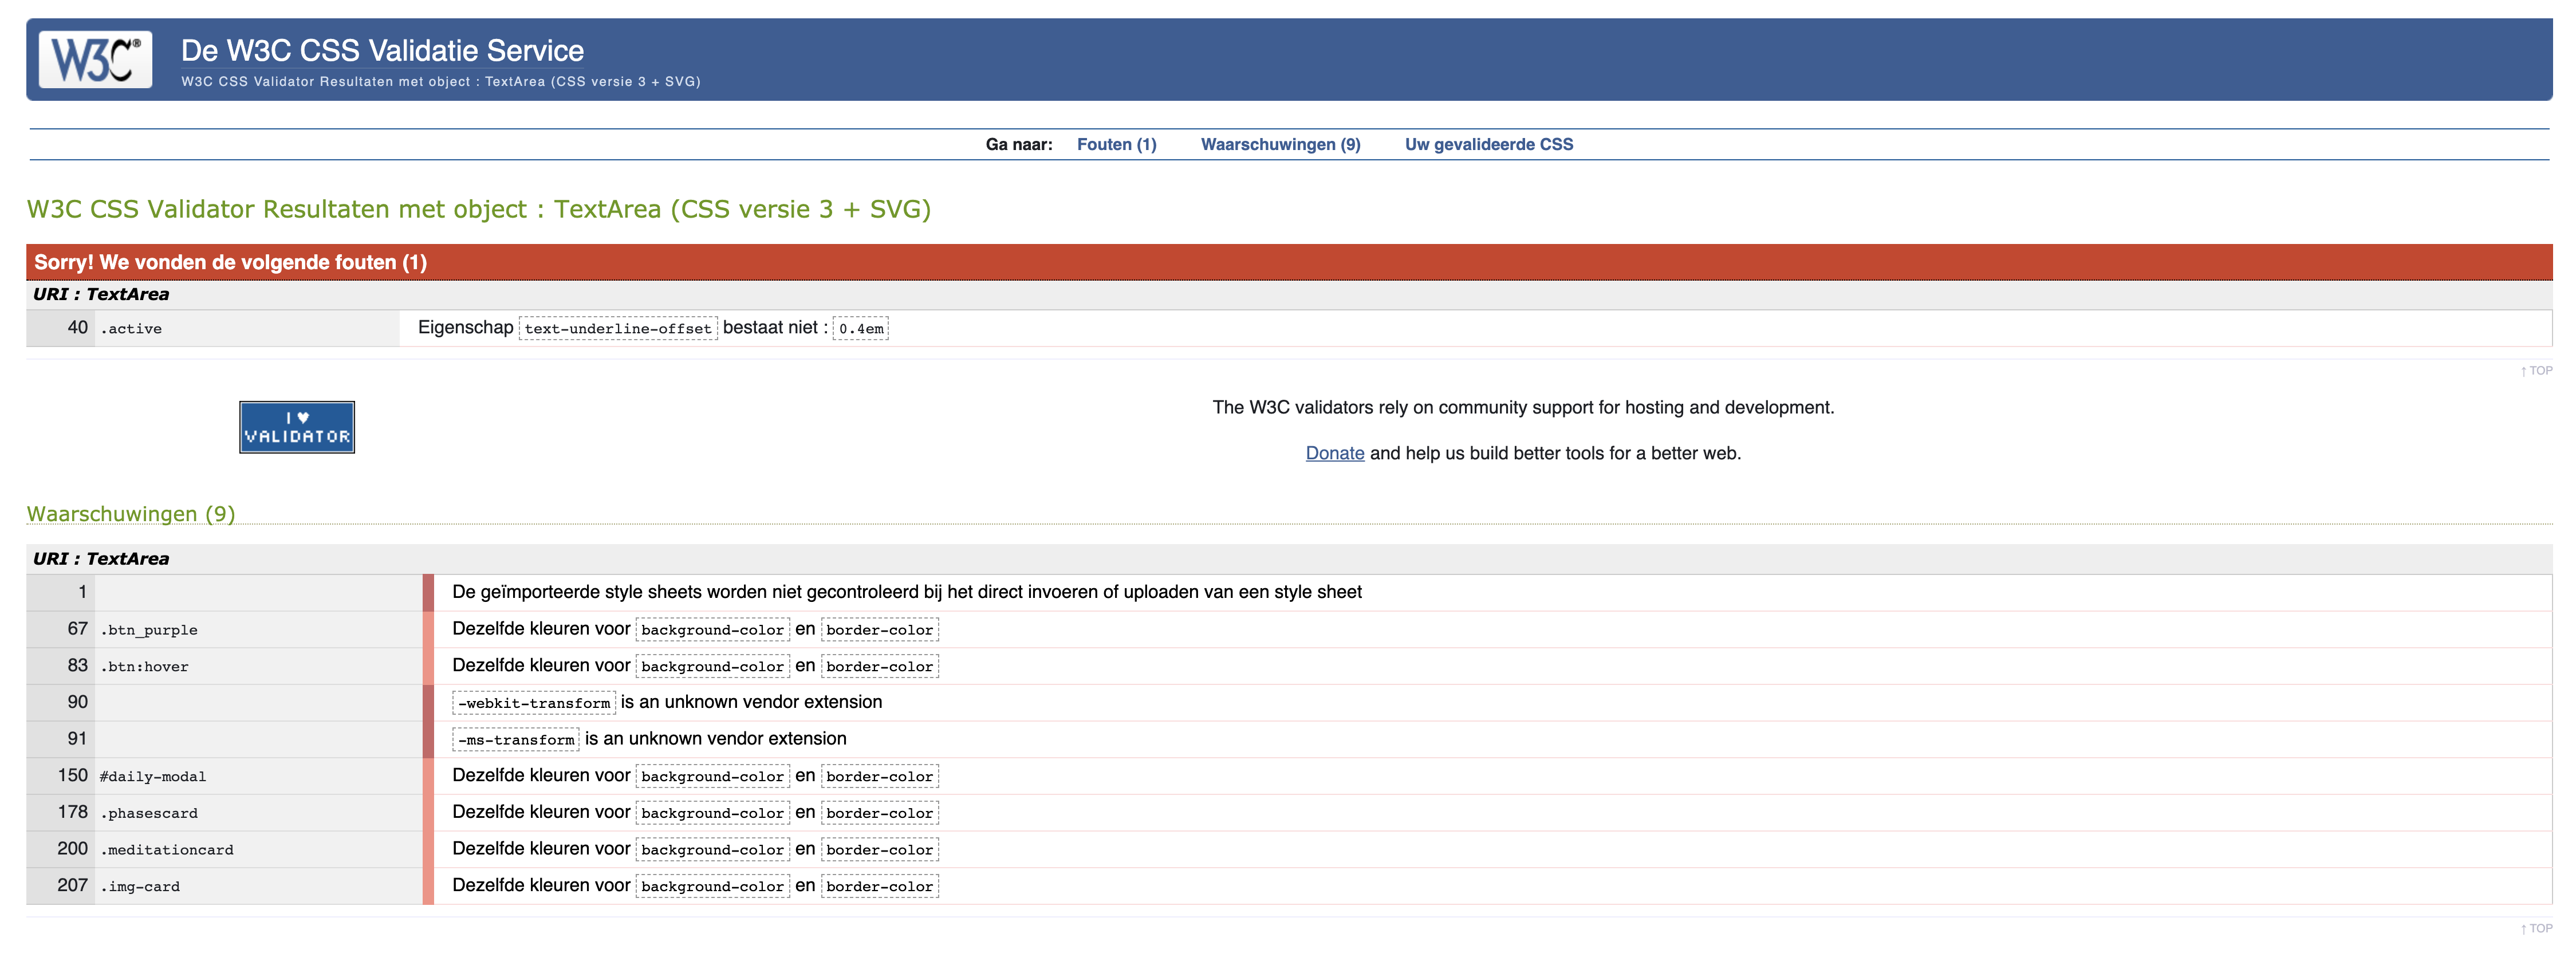 W3C®
De W3C CSS Validatie Service
W3C CSS Validator Resultaten met object : TextArea (CSS versie 3 + SVG)
Ga naar: Fouten (1) Waarschuwingen (9) Uw gevalideerde CSS
W3C CSS Validator Resultaten met object : TextArea (CSS versie 3 + SVG)
Sorry! We vonden de volgende fouten (1)
URI : TextArea
40 .active Eigenschap text-underline-offset bestaat niet : 0.4em
↑ TOP
I ♥
VALIDATOR
The W3C validators rely on community support for hosting and development.
Donate and help us build better tools for a better web.
Waarschuwingen (9)
URI : TextArea
1 De geïmporteerde style sheets worden niet gecontroleerd bij het direct invoeren of uploaden van een style sheet
67 .btn_purple Dezelfde kleuren voor background-color en border-color
83 .btn:hover Dezelfde kleuren voor background-color en border-color
90 -webkit-transform is an unknown vendor extension
91 -ms-transform is an unknown vendor extension
150 #daily-modal Dezelfde kleuren voor background-color en border-color
178 .phasescard Dezelfde kleuren voor background-color en border-color
200 .meditationcard Dezelfde kleuren voor background-color en border-color
207 .img-card Dezelfde kleuren voor background-color en border-color
↑ TOP